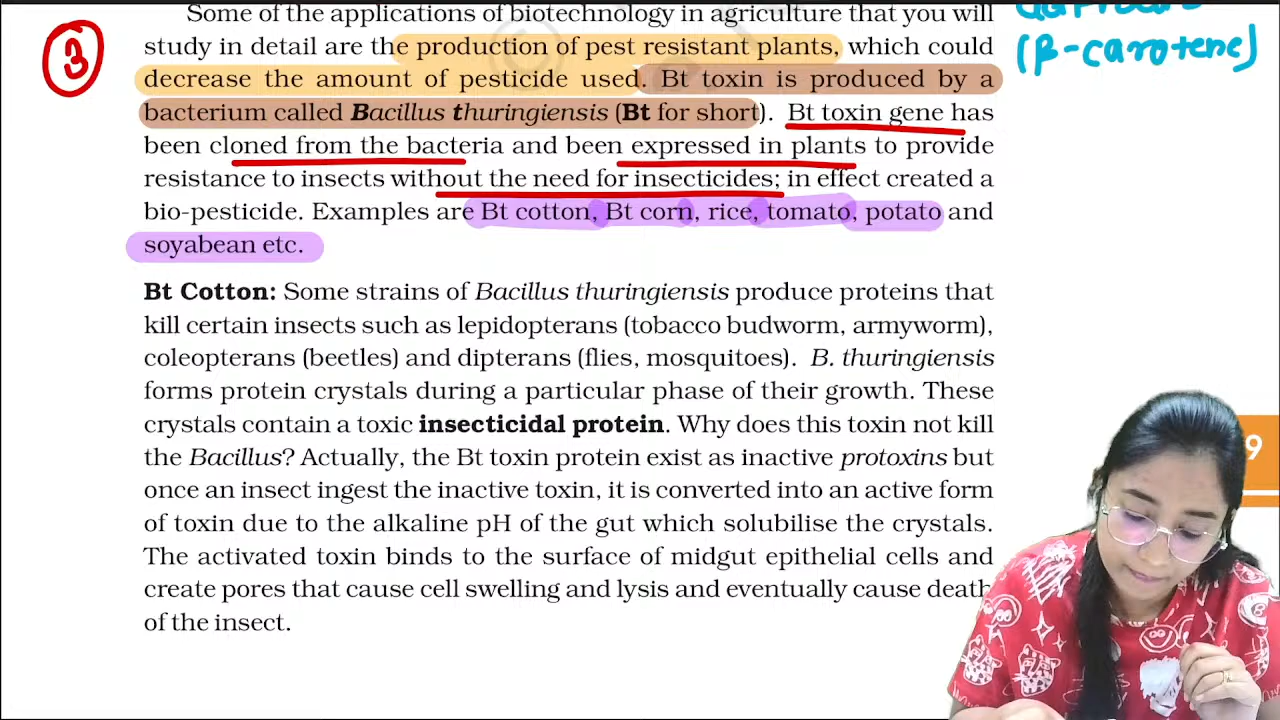 Some of the applications of biotechnology in agriculture that you will
study in detail are the production of pest resistant plants, which could
decrease the amount of pesticide used. Bt toxin is produced by a
bacterium called Bacillus thuringiensis (Bt for short). Bt toxin gene has
been cloned from the bacteria and been expressed in plants to provide
resistance to insects without the need for insecticides; in effect created a
bio-pesticide. Examples are Bt cotton, Bt corn, rice, tomato, potato and
soyabean etc.
Bt Cotton: Some strains of Bacillus thuringiensis produce proteins that
kill certain insects such as lepidopterans (tobacco budworm, armyworm),
coleopterans (beetles) and dipterans (flies, mosquitoes). B. thuringiensis
forms protein crystals during a particular phase of their growth. These
crystals contain a toxic insecticidal protein. Why does this toxin not kill
the Bacillus? Actually, the Bt toxin protein exist as inactive protoxins but
once an insect ingest the inactive toxin, it is converted into an active form
of toxin due to the alkaline pH of the gut which solubilise the crystals.
The activated toxin binds to the surface of midgut epithelial cells and
create pores that cause cell swelling and lysis and eventually cause death
of the insect.
3
(β-carotene)
9